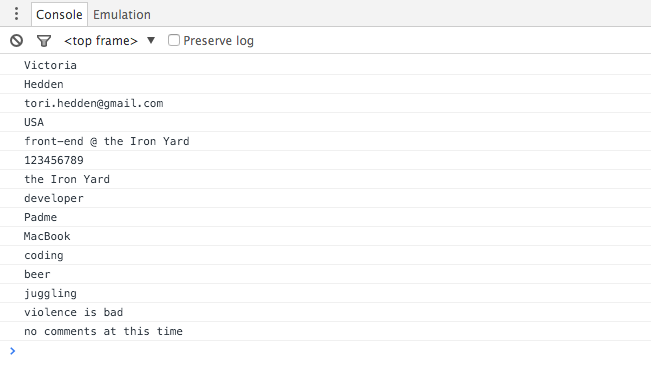 Console Emulation
<top frame> ▼ Preserve log
Victoria
Hedden
tori.hedden@gmail.com
USA
front-end @ the Iron Yard
123456789
the Iron Yard
developer
Padme
MacBook
coding
beer
juggling
violence is bad
no comments at this time